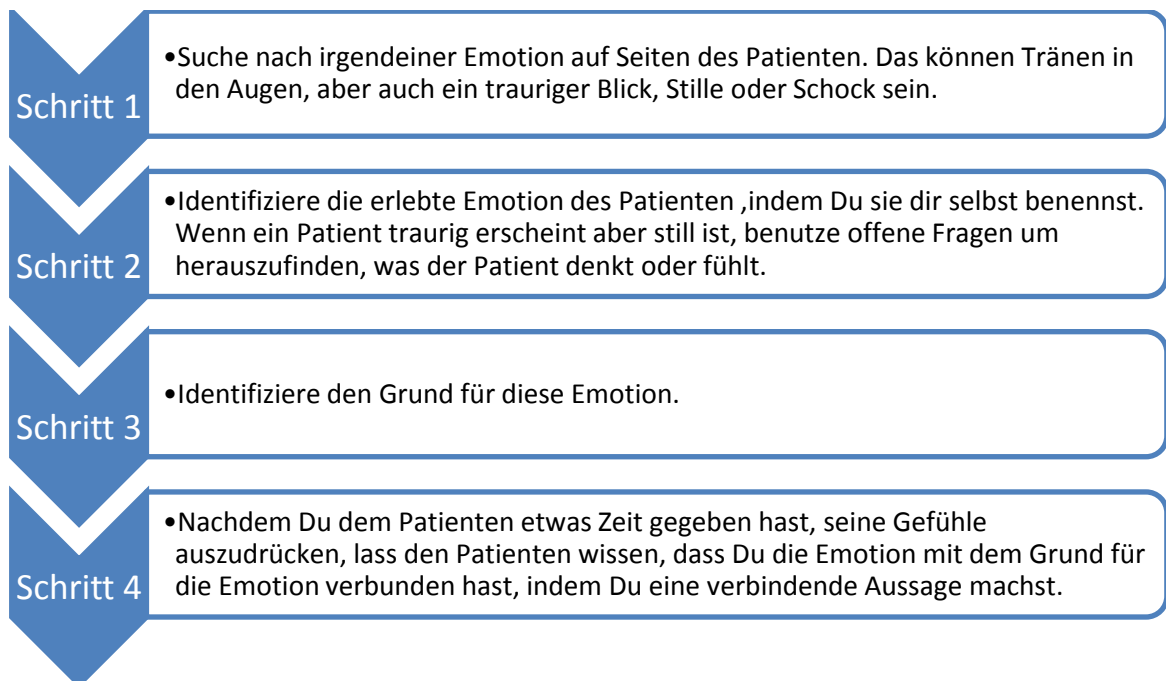 Schritt 1
•Suche nach irgendeiner Emotion auf Seiten des Patienten. Das können Tränen in
den Augen, aber auch ein trauriger Blick, Stille oder Schock sein.
Schritt 2
•Identifiziere die erlebte Emotion des Patienten ,indem Du sie dir selbst benennst.
Wenn ein Patient traurig erscheint aber still ist, benutze offene Fragen um
herauszufinden, was der Patient denkt oder fühlt.
Schritt 3
•Identifiziere den Grund für diese Emotion.
Schritt 4
•Nachdem Du dem Patienten etwas Zeit gegeben hast, seine Gefühle
auszudrücken, lass den Patienten wissen, dass Du die Emotion mit dem Grund für
die Emotion verbunden hast, indem Du eine verbindende Aussage machst.